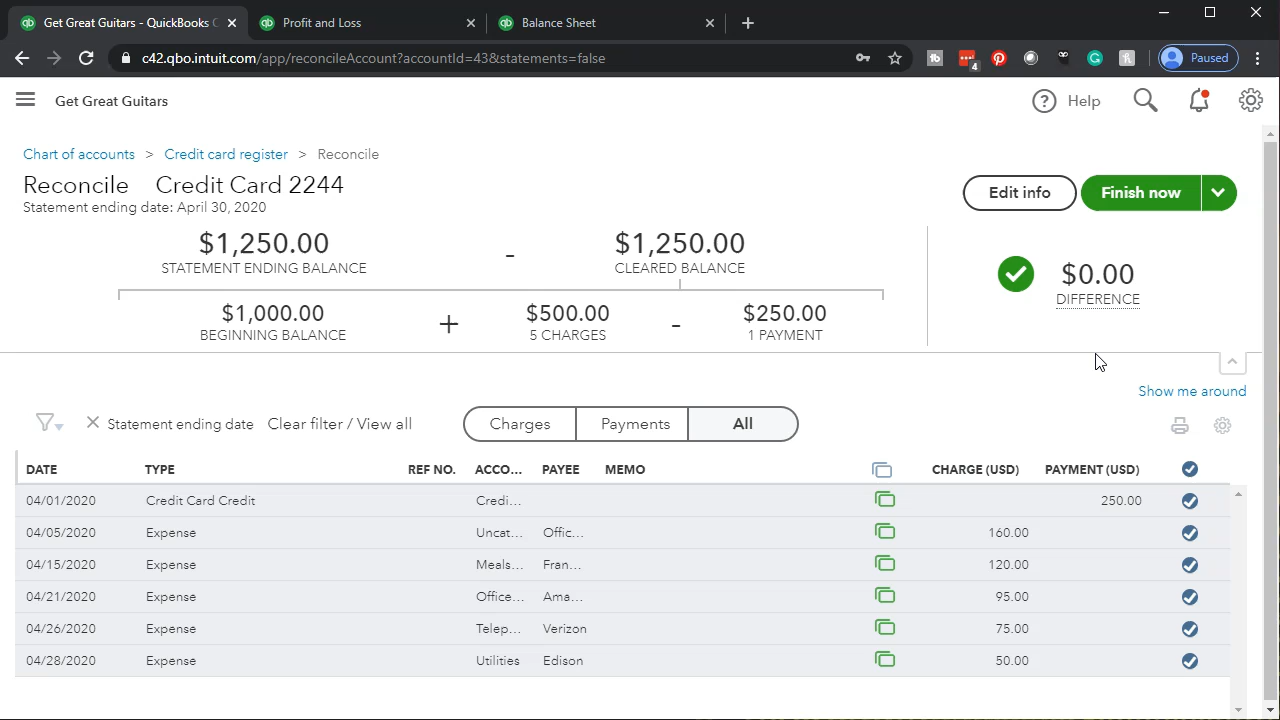 Get Great Guitars - QuickBooks C
Profit and Loss
Balance Sheet
c42.qbo.intuit.com/app/reconcileAccount?accountId=43&statements=false
4
Paused
Get Great Guitars
Help
Chart of accounts > Credit card register > Reconcile
Reconcile Credit Card 2244
Statement ending date: April 30, 2020
Edit info
Finish now
$1,250.00 - $1,250.00
STATEMENT ENDING BALANCE CLEARED BALANCE
$0.00
DIFFERENCE
$1,000.00 + $500.00 - $250.00
BEGINNING BALANCE 5 CHARGES 1 PAYMENT
Show me around
Statement ending date Clear filter / View all Charges Payments All
DATE TYPE REF NO. ACCO... PAYEE MEMO CHARGE (USD) PAYMENT (USD)
04/01/2020 Credit Card Credit Credi... 250.00
04/05/2020 Expense Uncat... Offic... 160.00
04/15/2020 Expense Meals... Fran... 120.00
04/21/2020 Expense Office... Ama... 95.00
04/26/2020 Expense Telep... Verizon 75.00
04/28/2020 Expense Utilities Edison 50.00